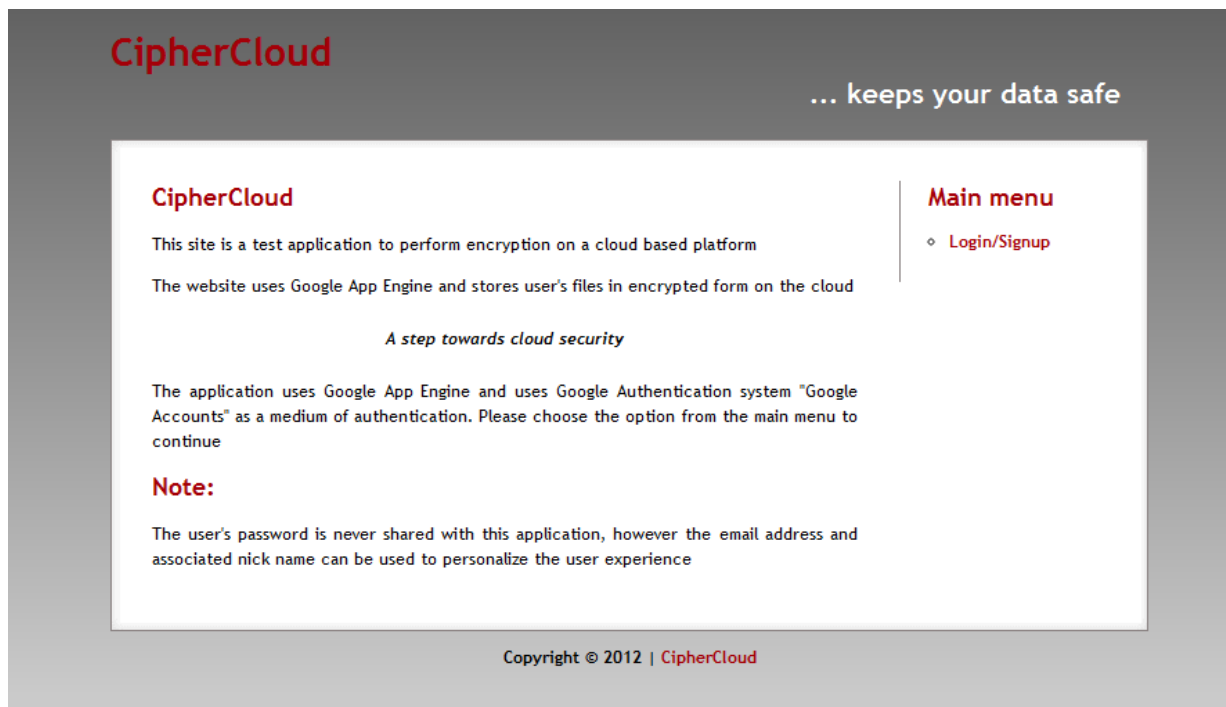 CipherCloud
... keeps your data safe
CipherCloud
This site is a test application to perform encryption on a cloud based platform
The website uses Google App Engine and stores user's files in encrypted form on the cloud
A step towards cloud security
The application uses Google App Engine and uses Google Authentication system "Google
Accounts" as a medium of authentication. Please choose the option from the main menu to
continue
Note:
The user's password is never shared with this application, however the email address and
associated nick name can be used to personalize the user experience
Main menu
Login/Signup
Copyright © 2012 | CipherCloud